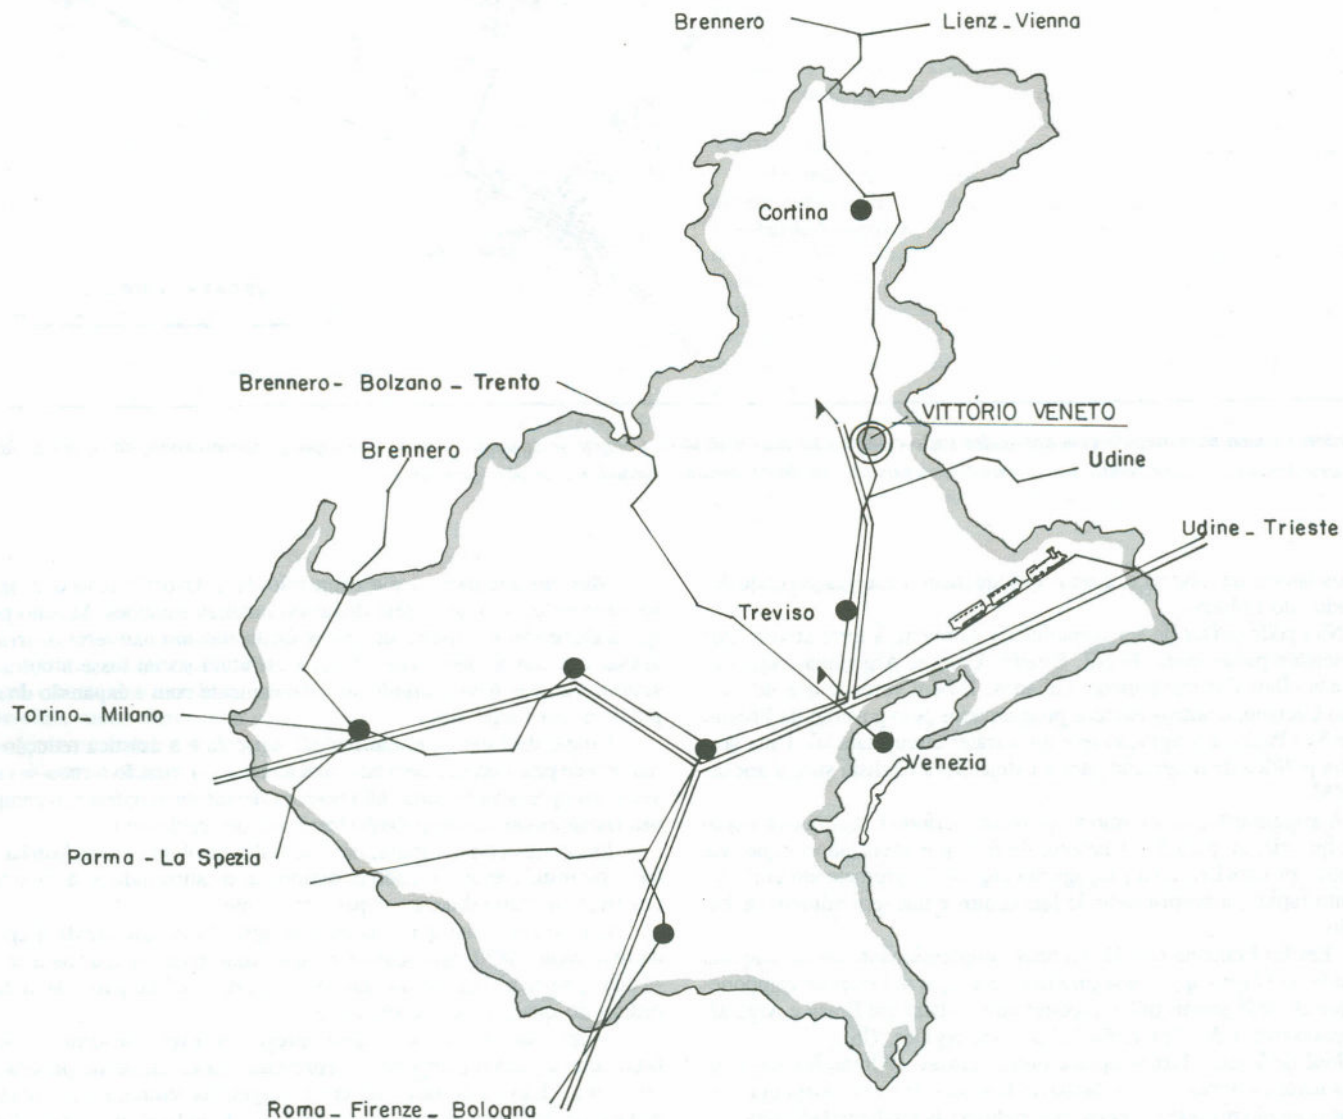 Brennero
Lienz - Vienna
Cortina
Brennero - Bolzano - Trento
VITTÓRIO VENETO
Brennero
Udine
Udine - Trieste
Treviso
Torino - Milano
Venezia
Parma - La Spezia
Roma - Firenze - Bologna